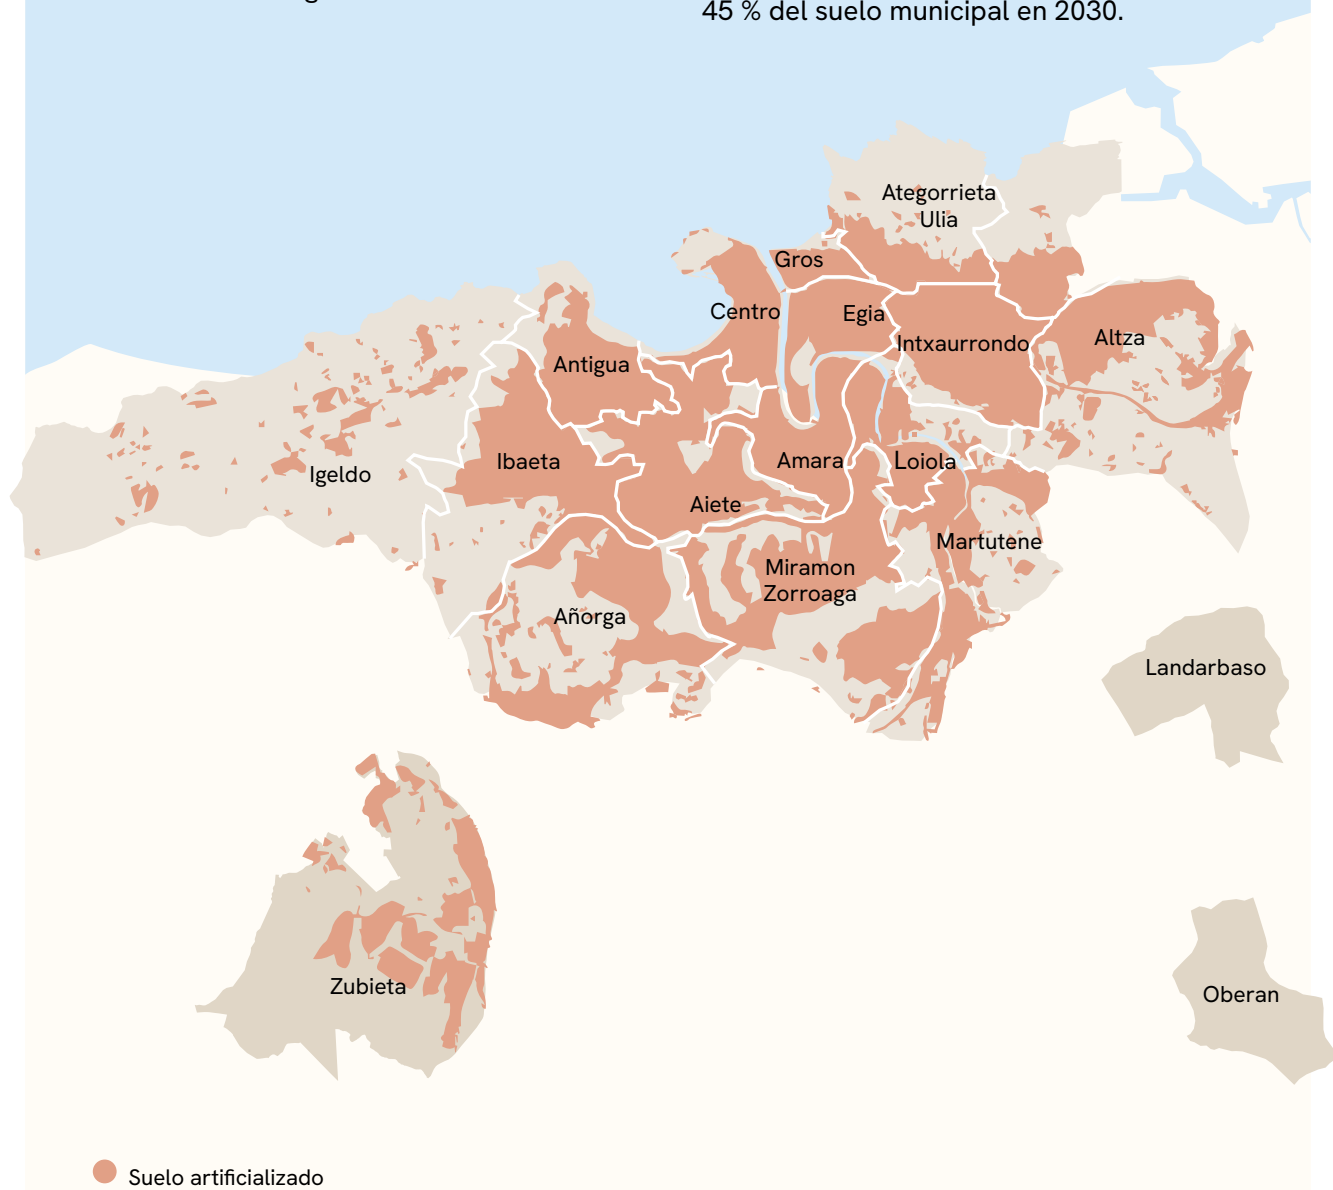 45 % del suelo municipal en 2030.
Ategorrieta
Ulia
Gros
Centro
Egia
Intxaurrondo
Altza
Antigua
Igeldo
Ibaeta
Amara
Loiola
Aiete
Martutene
Miramon
Zorroaga
Añorga
Landarbaso
Zubieta
Oberan
Suelo artificializado